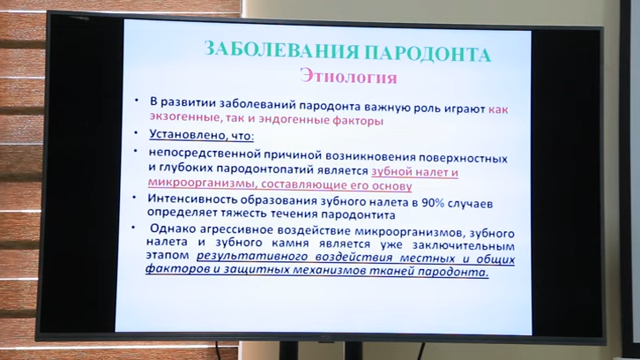 ЗАБОЛЕВАНИЯ ПАРОДОНТА
Этиология
• В развитии заболеваний пародонта важную роль играют как
экзогенные, так и эндогенные факторы
• Установлено, что:
• непосредственной причиной возникновения поверхностных
и глубоких пародонтопатий является зубной налет и
микроорганизмы, составляющие его основу
• Интенсивность образования зубного налета в 90% случаев
определяет тяжесть течения пародонтита
• Однако агрессивное воздействие микроорганизмов, зубного
налета и зубного камня является уже заключительным
этапом результативного воздействия местных и общих
факторов и защитных механизмов тканей пародонта.